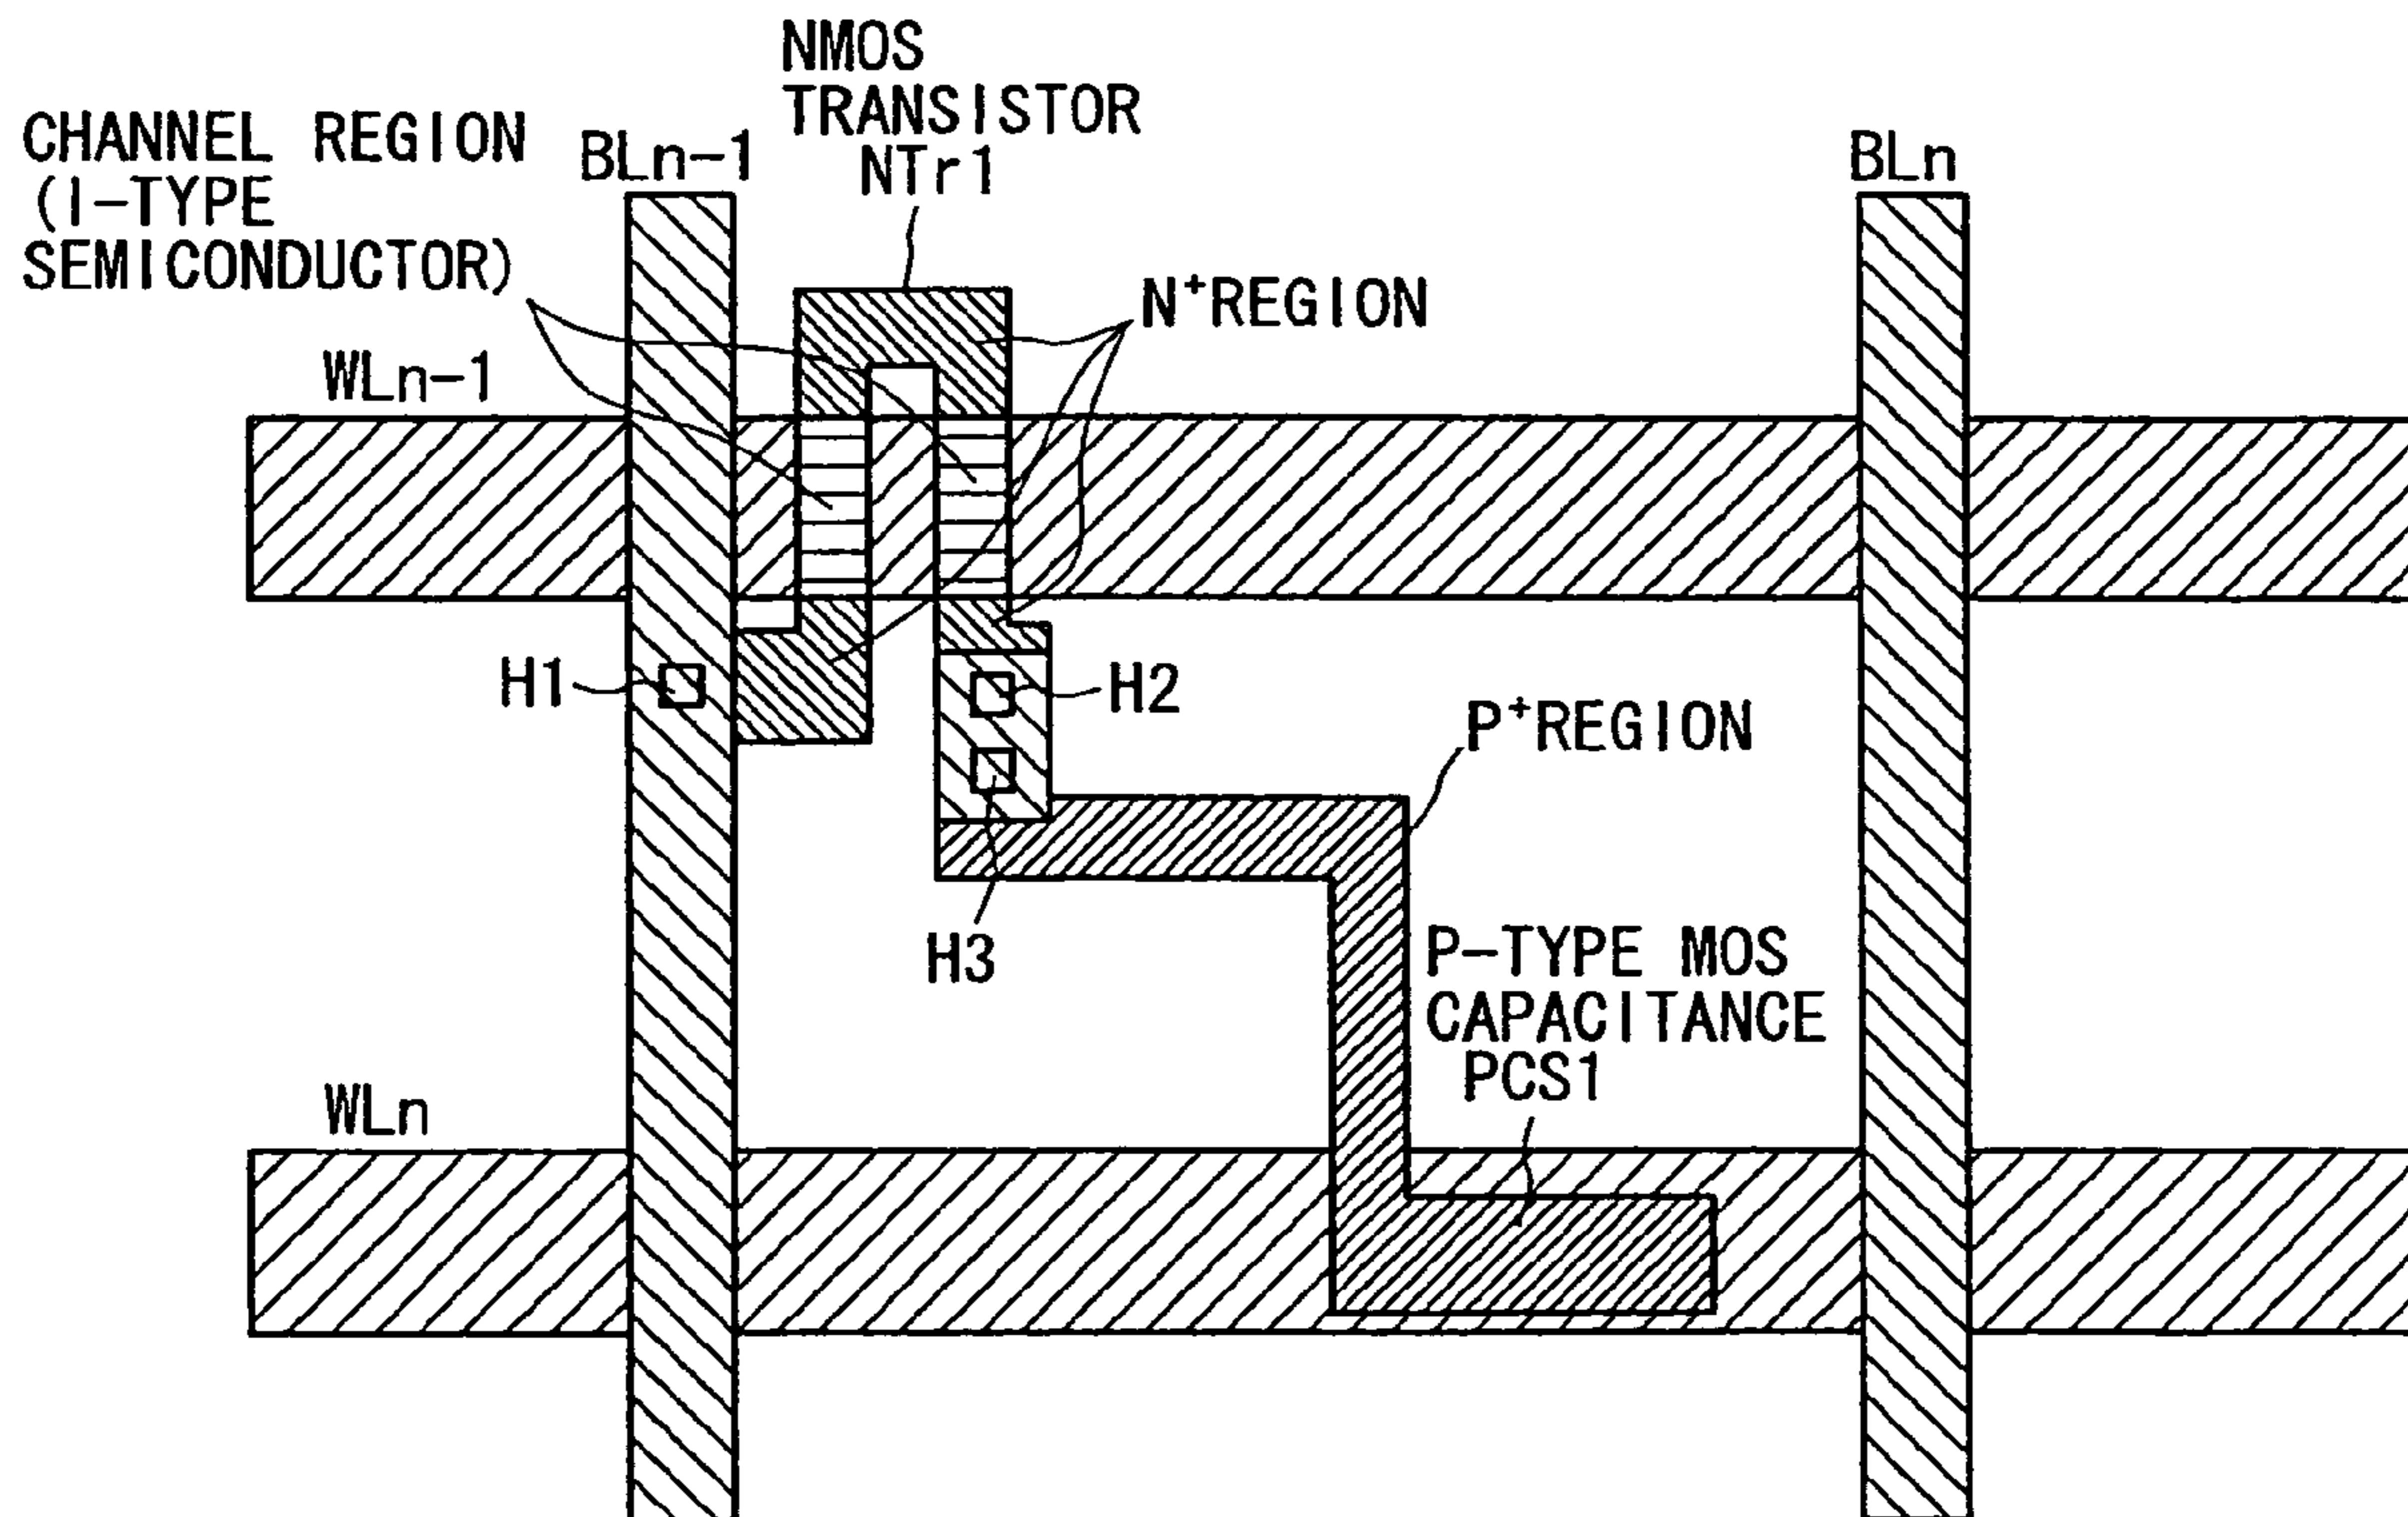 NMOS
TRANSISTOR
NTr1
CHANNEL REGION
(I-TYPE
SEMICONDUCTOR)
BLn-1
BLn
N+REGION
WLn-1
H1
H2
P+REGION
H3
P-TYPE MOS
CAPACITANCE
PCS1
WLn